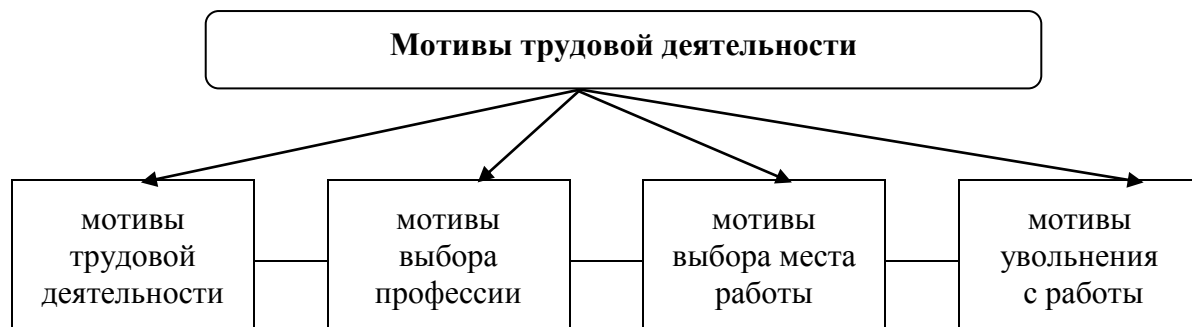 Мотивы трудовой деятельности
мотивы
трудовой
деятельности
мотивы
выбора
профессии
мотивы
выбора места
работы
мотивы
увольнения
с работы